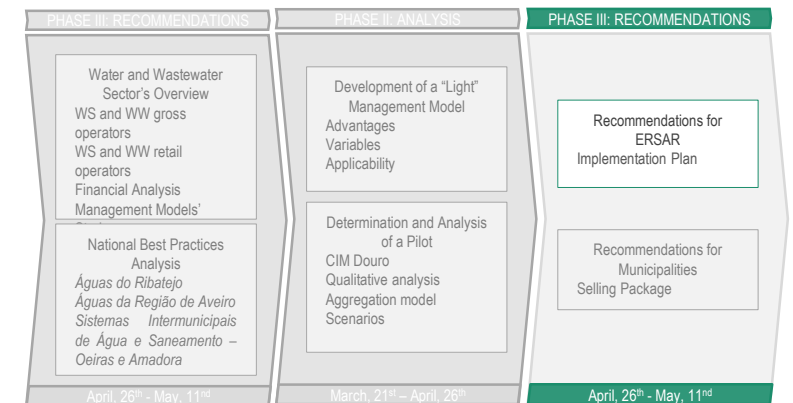 PHASE III: RECOMMENDATIONS
Water and Wastewater
Sector's Overview
WS and WW gross
operators
WS and WW retail
operators
Financial Analysis
Management Models'
National Best Practices
Analysis
Águas do Ribatejo
Águas da Região de Aveiro
Sistemas Intermunicipais
de Água e Saneamento –
Oeiras e Amadora
April, 26th - May, 11nd
PHASE II: ANALYSIS
Development of a “Light”
Management Model
Advantages
Variables
Applicability
Determination and Analysis
of a Pilot
CIM Douro
Qualitative analysis
Aggregation model
Scenarios
March, 21st – April, 26th
PHASE III: RECOMMENDATIONS
Recommendations for
ERSAR
Implementation Plan
Recommendations for
Municipalities
Selling Package
April, 26th - May, 11nd